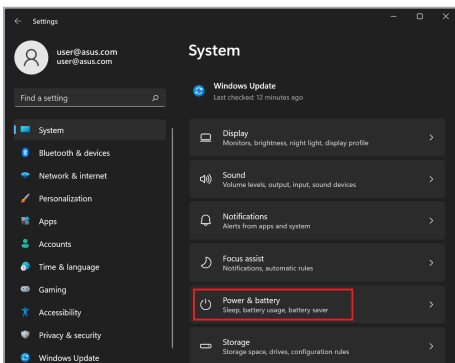 Settings
user@asus.com
user@asus.com
Find a setting
System
Bluetooth & devices
Network & internet
Personalization
Apps
Accounts
Time & language
Gaming
Accessibility
Privacy & security
Windows Update
System
Windows Update
Last checked: 12 minutes ago
Display
Monitors, brightness, night light, display profile
Sound
Volume levels, output, input, sound devices
Notifications
Alerts from apps and system
Focus assist
Notifications, automatic rules
Power & battery
Sleep, battery usage, battery saver
Storage
Storage space, drives, configuration rules